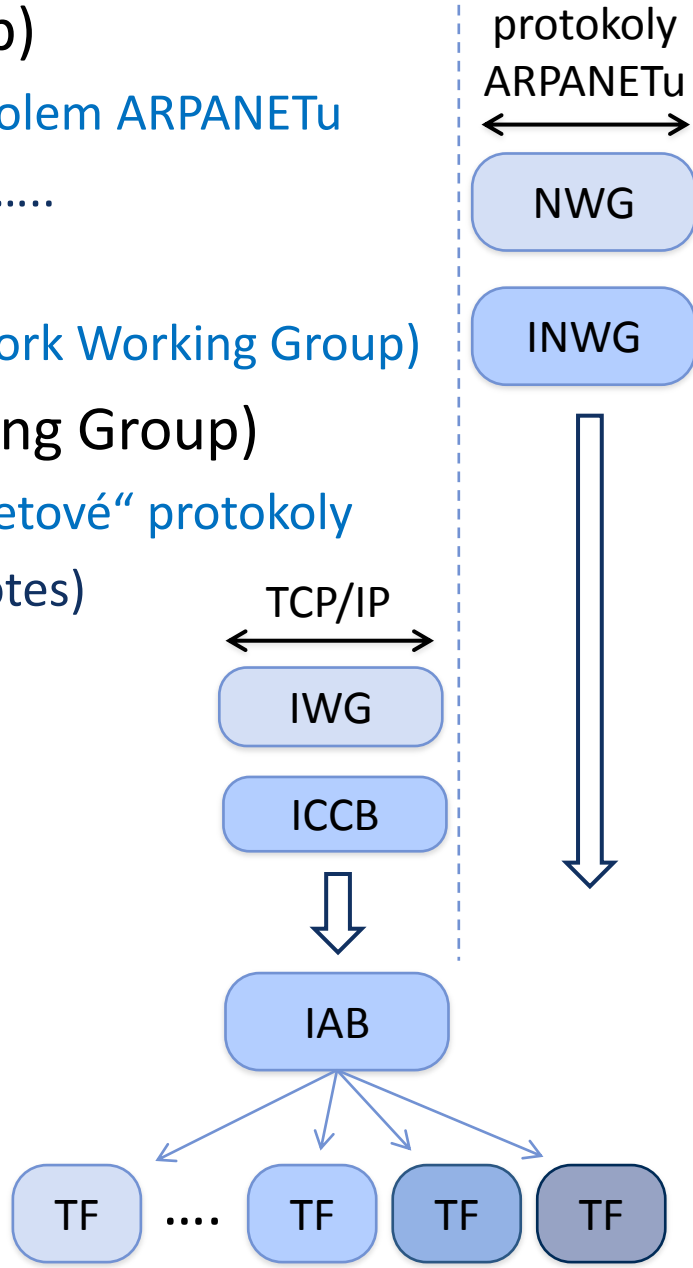 p)
protokoly
ARPANETu
olem ARPANETu
NWG
…..
ork Working Group)
INWG
ng Group)
etové“ protokoly
otes)
TCP/IP
IWG
ICCB
IAB
TF …. TF TF TF